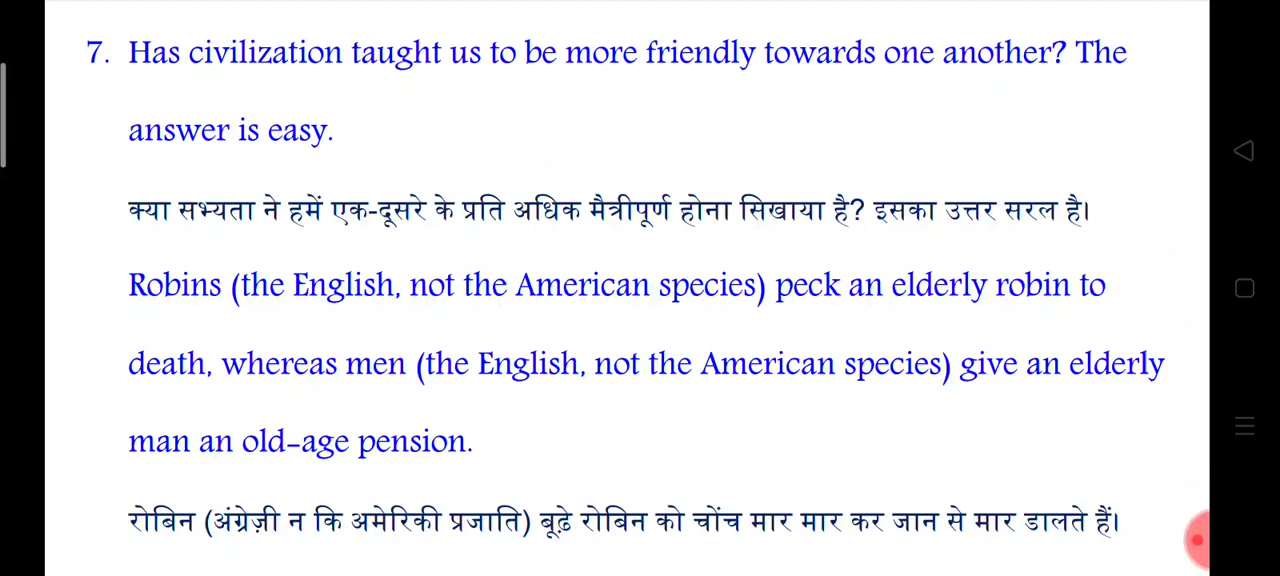 7. Has civilization taught us to be more friendly towards one another? The
answer is easy.
क्या सभ्यता ने हमें एक-दूसरे के प्रति अधिक मैत्रीपूर्ण होना सिखाया है? इसका उत्तर सरल है।
Robins (the English, not the American species) peck an elderly robin to
death, whereas men (the English, not the American species) give an elderly
man an old-age pension.
रोबिन (अंग्रेज़ी न कि अमेरिकी प्रजाति) बूढ़े रोबिन को चोंच मार मार कर जान से मार डालते हैं।